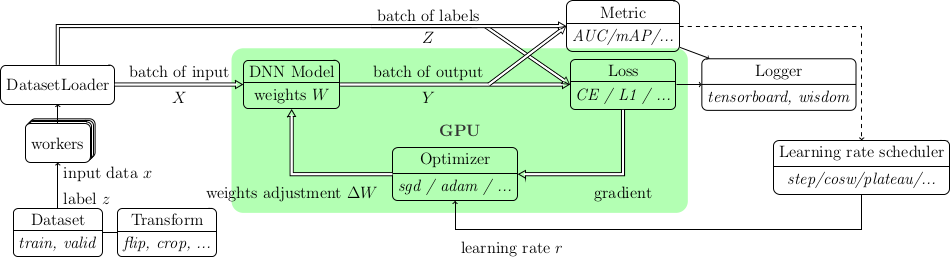 batch of labels
Z
Metric
AUC/mAP/...
DatasetLoader
batch of input
X
DNN Model
weights W
batch of output
Y
Loss
CE / L1 / ...
Logger
tensorboard, wisdom
workers
GPU
Optimizer
sgd / adam / ...
Learning rate scheduler
step/cosw/plateau/...
input data x
label z
weights adjustment ΔW
gradient
Dataset
train, valid
Transform
flip, crop, ...
learning rate r